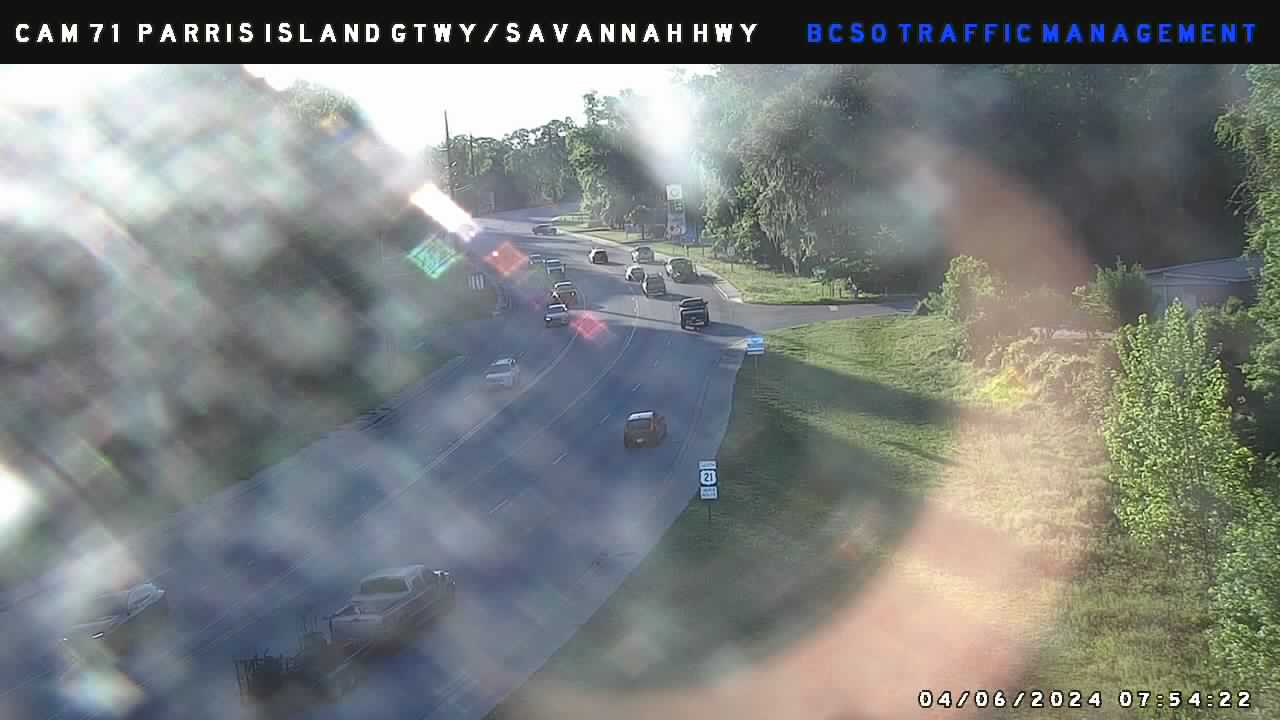 CAM 71 PARRIS ISLAND GTWY/SAVANNAH HWY BCSO TRAFFIC MANAGEMENT
21
04/06/2024 07:54:22